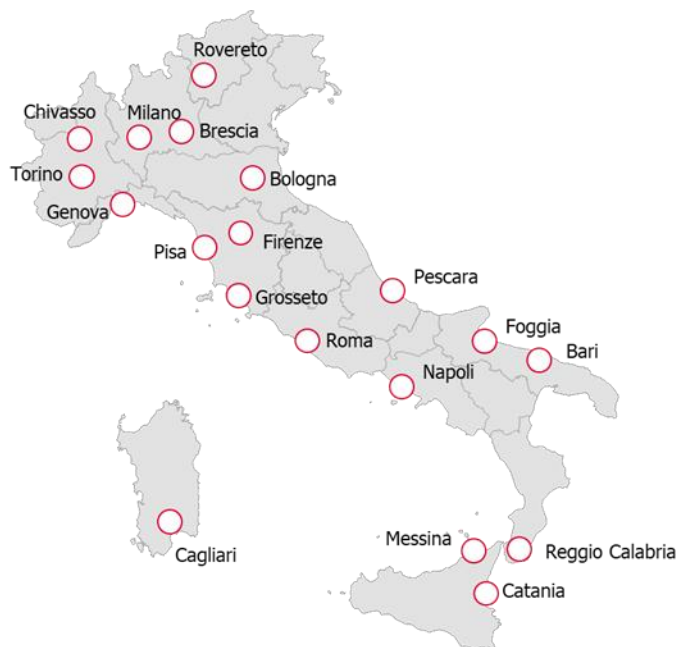 Rovereto
Chivasso
Milano
Brescia
Torino
Bologna
Genova
Firenze
Pisa
Pescara
Grosseto
Foggia
Roma
Bari
Napoli
Messina
Reggio Calabria
Cagliari
Catania